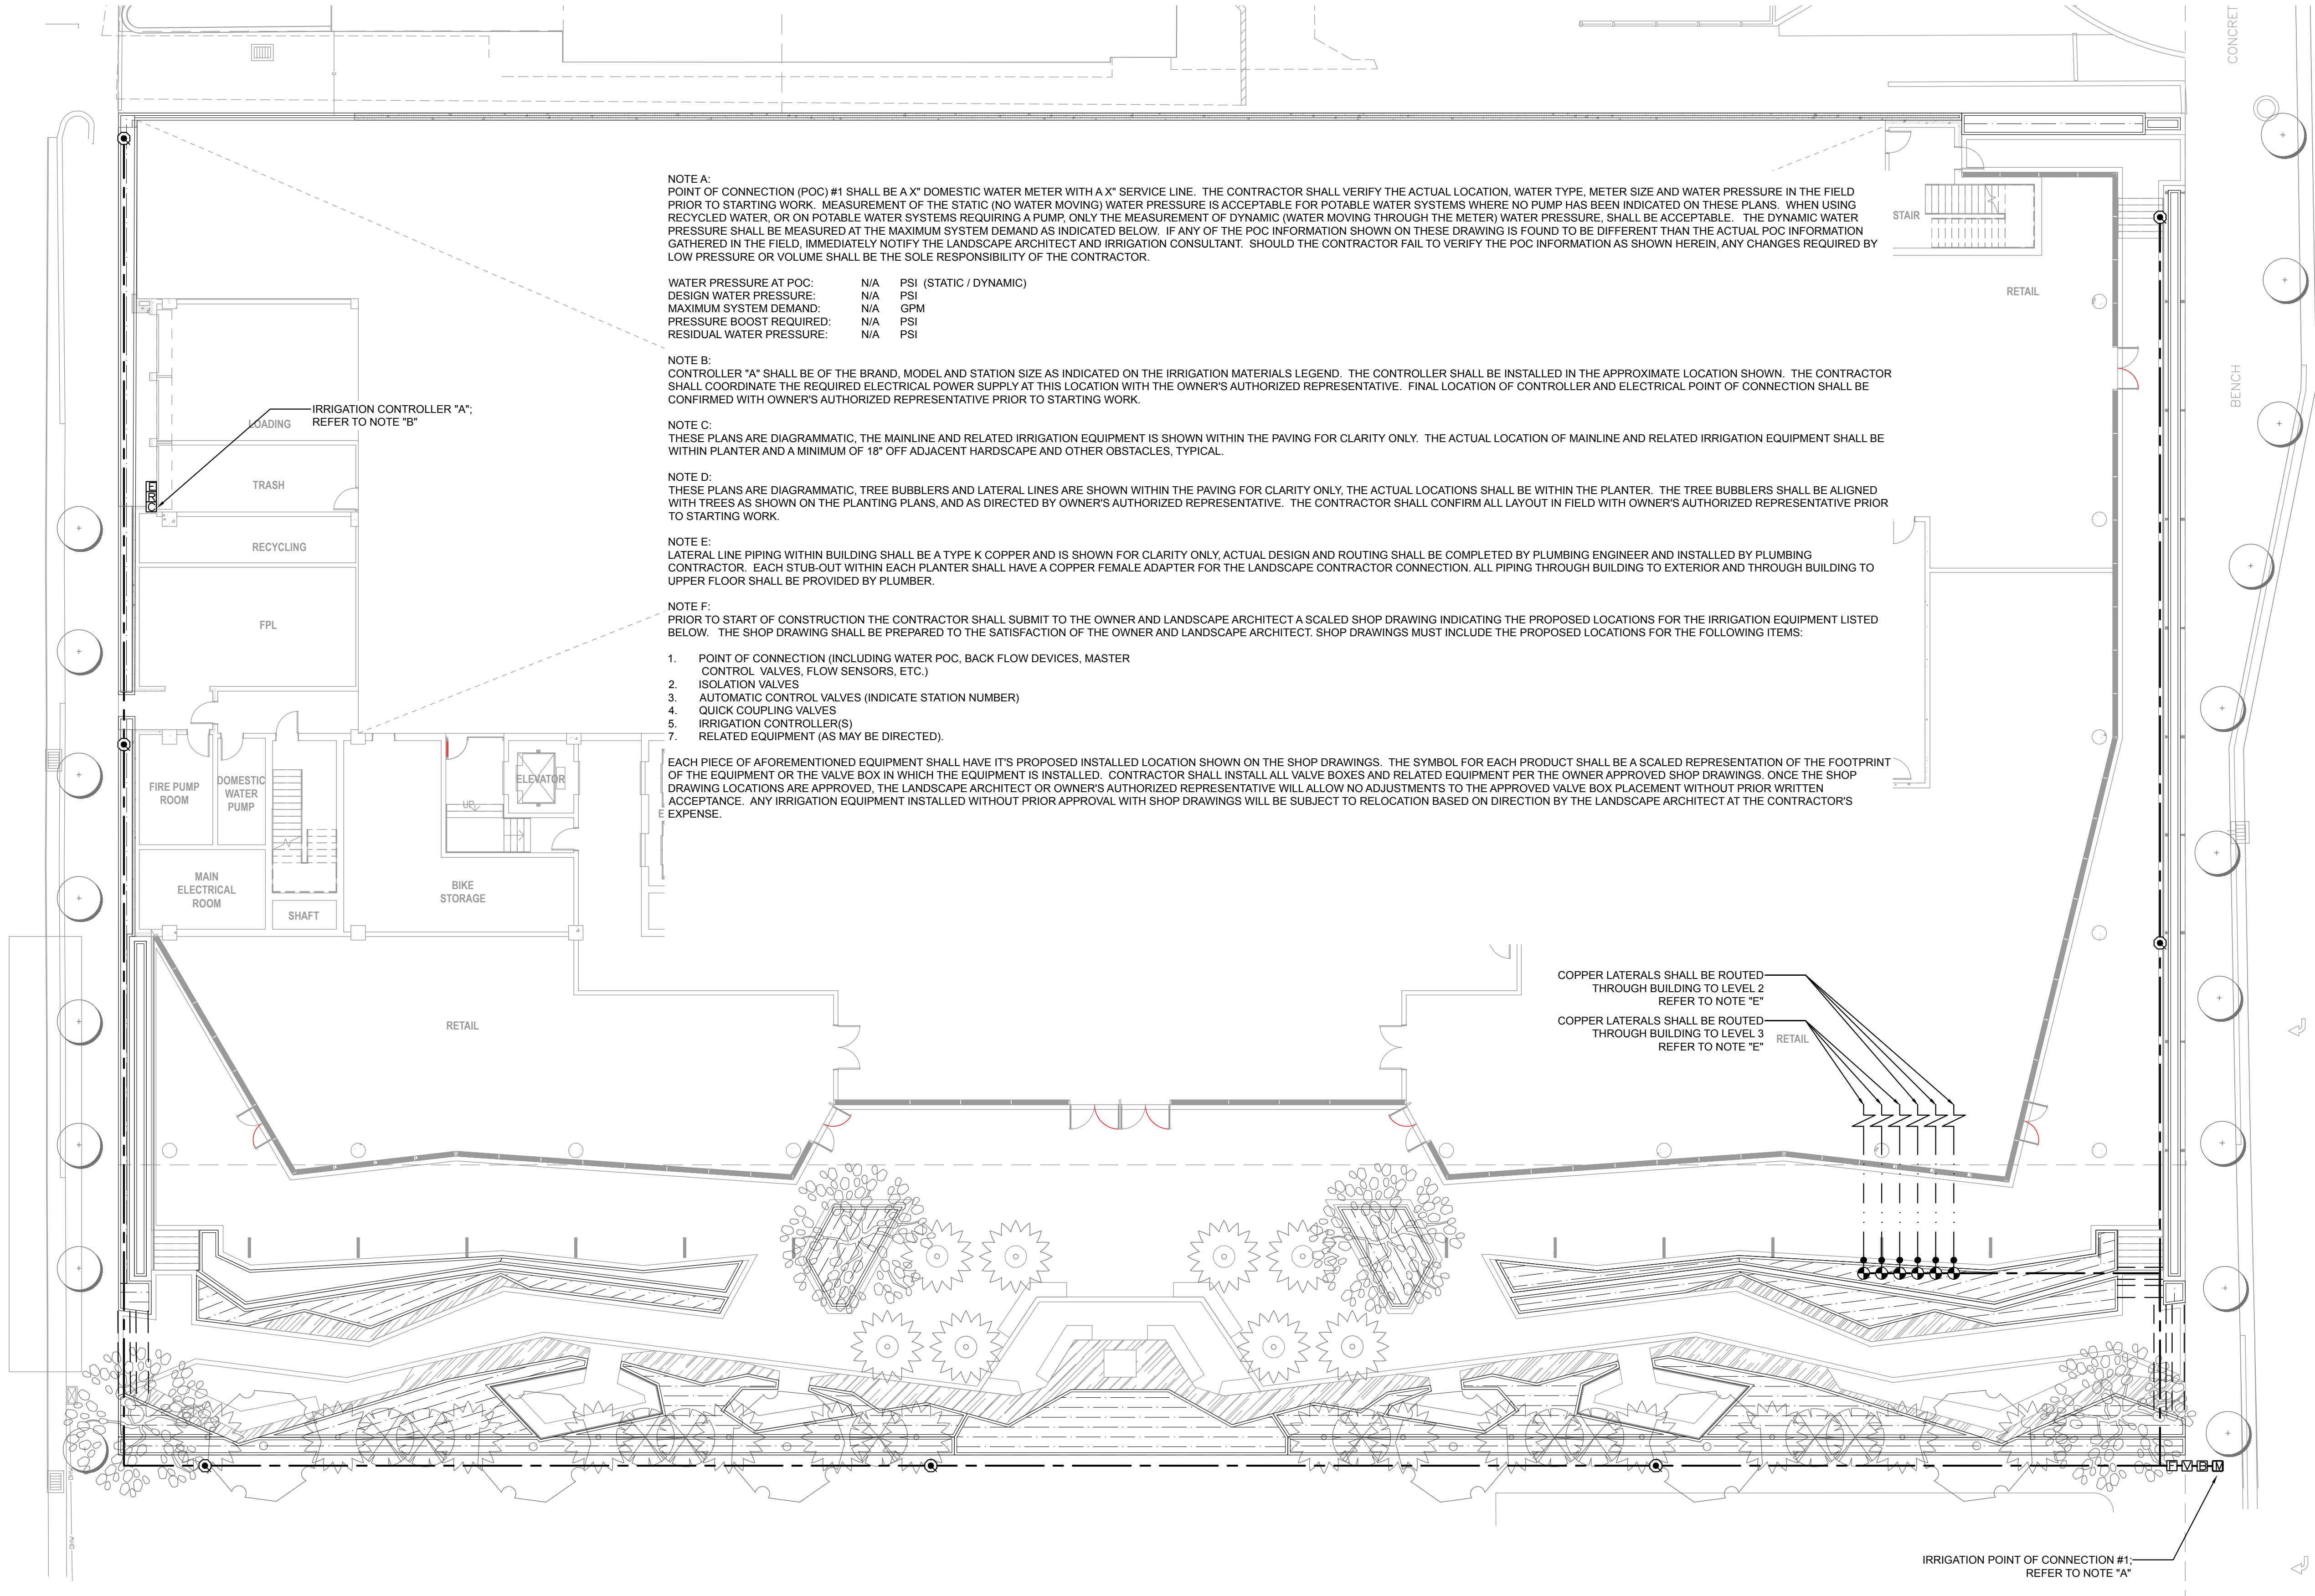 CONCRET
NOTE A:
POINT OF CONNECTION (POC) #1 SHALL BE A X" DOMESTIC WATER METER WITH A X" SERVICE LINE. THE CONTRACTOR SHALL VERIFY THE ACTUAL LOCATION, WATER TYPE, METER SIZE AND WATER PRESSURE IN THE FIELD
PRIOR TO STARTING WORK. MEASUREMENT OF THE STATIC (NO WATER MOVING) WATER PRESSURE IS ACCEPTABLE FOR POTABLE WATER SYSTEMS WHERE NO PUMP HAS BEEN INDICATED ON THESE PLANS. WHEN USING
RECYCLED WATER, OR ON POTABLE WATER SYSTEMS REQUIRING A PUMP, ONLY THE MEASUREMENT OF DYNAMIC (WATER MOVING THROUGH THE METER) WATER PRESSURE, SHALL BE ACCEPTABLE. THE DYNAMIC WATER
PRESSURE SHALL BE MEASURED AT THE MAXIMUM SYSTEM DEMAND AS INDICATED BELOW. IF ANY OF THE POC INFORMATION SHOWN ON THESE DRAWING IS FOUND TO BE DIFFERENT THAN THE ACTUAL POC INFORMATION
GATHERED IN THE FIELD, IMMEDIATELY NOTIFY THE LANDSCAPE ARCHITECT AND IRRIGATION CONSULTANT. SHOULD THE CONTRACTOR FAIL TO VERIFY THE POC INFORMATION AS SHOWN HEREIN, ANY CHANGES REQUIRED BY
LOW PRESSURE OR VOLUME SHALL BE THE SOLE RESPONSIBILITY OF THE CONTRACTOR.
WATER PRESSURE AT POC: N/A PSI (STATIC / DYNAMIC)
DESIGN WATER PRESSURE: N/A PSI
MAXIMUM SYSTEM DEMAND: N/A GPM
PRESSURE BOOST REQUIRED: N/A PSI
RESIDUAL WATER PRESSURE: N/A PSI
NOTE B:
CONTROLLER "A" SHALL BE OF THE BRAND, MODEL AND STATION SIZE AS INDICATED ON THE IRRIGATION MATERIALS LEGEND. THE CONTROLLER SHALL BE INSTALLED IN THE APPROXIMATE LOCATION SHOWN. THE CONTRACTOR
SHALL COORDINATE THE REQUIRED ELECTRICAL POWER SUPPLY AT THIS LOCATION WITH THE OWNER'S AUTHORIZED REPRESENTATIVE. FINAL LOCATION OF CONTROLLER AND ELECTRICAL POINT OF CONNECTION SHALL BE
CONFIRMED WITH OWNER'S AUTHORIZED REPRESENTATIVE PRIOR TO STARTING WORK.
NOTE C:
THESE PLANS ARE DIAGRAMMATIC, THE MAINLINE AND RELATED IRRIGATION EQUIPMENT IS SHOWN WITHIN THE PAVING FOR CLARITY ONLY. THE ACTUAL LOCATION OF MAINLINE AND RELATED IRRIGATION EQUIPMENT SHALL BE
WITHIN PLANTER AND A MINIMUM OF 18" OFF ADJACENT HARDSCAPE AND OTHER OBSTACLES, TYPICAL.
NOTE D:
THESE PLANS ARE DIAGRAMMATIC, TREE BUBBLERS AND LATERAL LINES ARE SHOWN WITHIN THE PAVING FOR CLARITY ONLY, THE ACTUAL LOCATIONS SHALL BE WITHIN THE PLANTER. THE TREE BUBBLERS SHALL BE ALIGNED
WITH TREES AS SHOWN ON THE PLANTING PLANS, AND AS DIRECTED BY OWNER'S AUTHORIZED REPRESENTATIVE. THE CONTRACTOR SHALL CONFIRM ALL LAYOUT IN FIELD WITH OWNER'S AUTHORIZED REPRESENTATIVE PRIOR
TO STARTING WORK.
NOTE E:
LATERAL LINE PIPING WITHIN BUILDING SHALL BE A TYPE K COPPER AND IS SHOWN FOR CLARITY ONLY, ACTUAL DESIGN AND ROUTING SHALL BE COMPLETED BY PLUMBING ENGINEER AND INSTALLED BY PLUMBING
CONTRACTOR. EACH STUB-OUT WITHIN EACH PLANTER SHALL HAVE A COPPER FEMALE ADAPTER FOR THE LANDSCAPE CONTRACTOR CONNECTION. ALL PIPING THROUGH BUILDING TO EXTERIOR AND THROUGH BUILDING TO
UPPER FLOOR SHALL BE PROVIDED BY PLUMBER.
NOTE F:
PRIOR TO START OF CONSTRUCTION THE CONTRACTOR SHALL SUBMIT TO THE OWNER AND LANDSCAPE ARCHITECT A SCALED SHOP DRAWING INDICATING THE PROPOSED LOCATIONS FOR THE IRRIGATION EQUIPMENT LISTED
BELOW. THE SHOP DRAWING SHALL BE PREPARED TO THE SATISFACTION OF THE OWNER AND LANDSCAPE ARCHITECT. SHOP DRAWINGS MUST INCLUDE THE PROPOSED LOCATIONS FOR THE FOLLOWING ITEMS:
1. POINT OF CONNECTION (INCLUDING WATER POC, BACK FLOW DEVICES, MASTER
CONTROL VALVES, FLOW SENSORS, ETC.)
2. ISOLATION VALVES
3. AUTOMATIC CONTROL VALVES (INDICATE STATION NUMBER)
4. QUICK COUPLING VALVES
5. IRRIGATION CONTROLLER(S)
7. RELATED EQUIPMENT (AS MAY BE DIRECTED).
EACH PIECE OF AFOREMENTIONED EQUIPMENT SHALL HAVE IT'S PROPOSED INSTALLED LOCATION SHOWN ON THE SHOP DRAWINGS. THE SYMBOL FOR EACH PRODUCT SHALL BE A SCALED REPRESENTATION OF THE FOOTPRINT
OF THE EQUIPMENT OR THE VALVE BOX IN WHICH THE EQUIPMENT IS INSTALLED. CONTRACTOR SHALL INSTALL ALL VALVE BOXES AND RELATED EQUIPMENT PER THE OWNER APPROVED SHOP DRAWINGS. ONCE THE SHOP
DRAWING LOCATIONS ARE APPROVED, THE LANDSCAPE ARCHITECT OR OWNER'S AUTHORIZED REPRESENTATIVE WILL ALLOW NO ADJUSTMENTS TO THE APPROVED VALVE BOX PLACEMENT WITHOUT PRIOR WRITTEN
ACCEPTANCE. ANY IRRIGATION EQUIPMENT INSTALLED WITHOUT PRIOR APPROVAL WITH SHOP DRAWINGS WILL BE SUBJECT TO RELOCATION BASED ON DIRECTION BY THE LANDSCAPE ARCHITECT AT THE CONTRACTOR'S
EXPENSE.
STAIR
RETAIL
BENCH
IRRIGATION CONTROLLER "A";
REFER TO NOTE "B"
LOADING
TRASH
E
R
C
RECYCLING
FPL
FIRE PUMP
ROOM
DOMESTIC
WATER
PUMP
ELEVATOR
UP
E
MAIN
ELECTRICAL
ROOM
SHAFT
BIKE
STORAGE
RETAIL
COPPER LATERALS SHALL BE ROUTED
THROUGH BUILDING TO LEVEL 2
REFER TO NOTE "E"
COPPER LATERALS SHALL BE ROUTED
THROUGH BUILDING TO LEVEL 3
REFER TO NOTE "E"
RETAIL
F V B M
IRRIGATION POINT OF CONNECTION #1;
REFER TO NOTE "A"